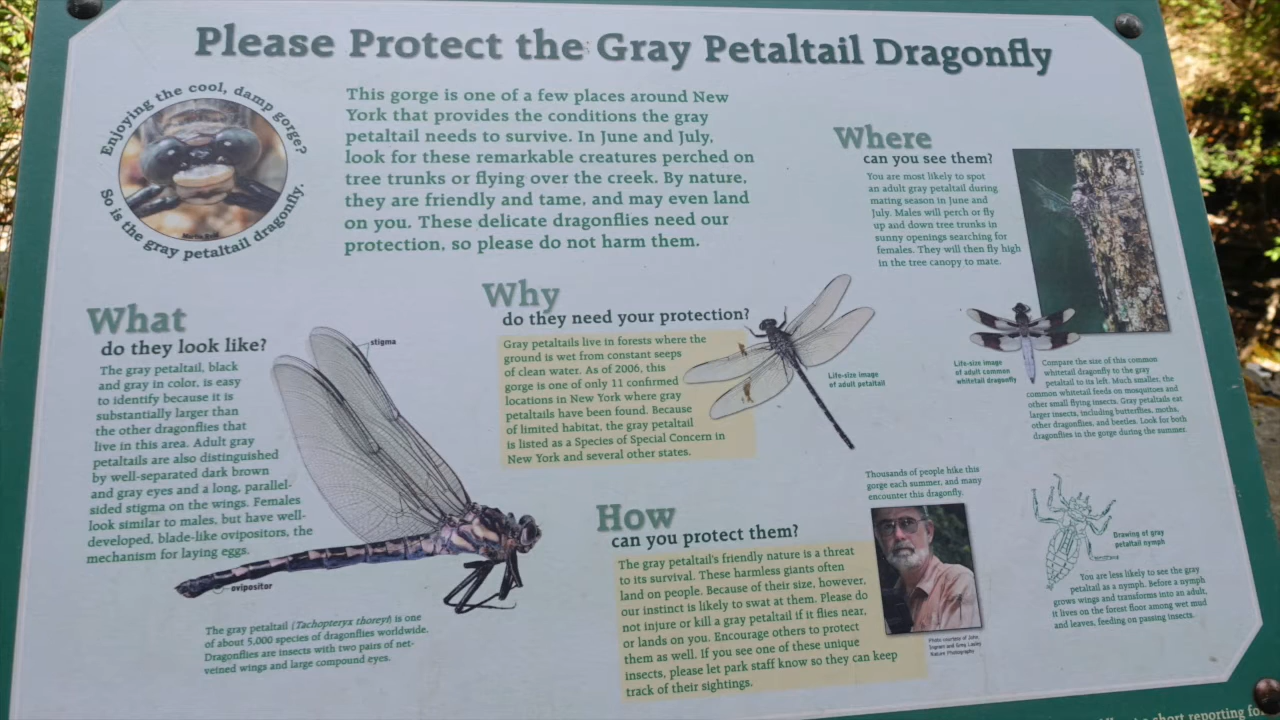 Please Protect the Gray Petaltail Dragonfly
Enjoying the cool, damp gorge?
So is the gray petaltail dragonfly.
This gorge is one of a few places around New
York that provides the conditions the gray
petaltail needs to survive. In June and July,
look for these remarkable creatures perched on
tree trunks or flying over the creek. By nature,
they are friendly and tame, and may even land
on you. These delicate dragonflies need our
protection, so please do not harm them.
What
do they look like?
The gray petaltail, black
and gray in color, is easy
to identify because it is
substantially larger than
the other dragonflies that
live in this area. Adult gray
petaltails are also distinguished
by well-separated dark brown
and gray eyes and a long, parallel-
sided stigma on the wings. Females
look similar to males, but have well-
developed, blade-like ovipositors, the
mechanism for laying eggs.
stigma
ovipositor
The gray petaltail (Tachopteryx thoreyi) is one
of about 5,000 species of dragonflies worldwide.
Dragonflies are insects with two pairs of net-
veined wings and large compound eyes.
Why
do they need your protection?
Gray petaltails live in forests where the
ground is wet from constant seeps
of clean water. As of 2006, this
gorge is one of only 11 confirmed
locations in New York where gray
petaltails have been found. Because
of limited habitat, the gray petaltail
is listed as a Species of Special Concern in
New York and several other states.
Life-size image
of adult petaltail
How
can you protect them?
The gray petaltail's friendly nature is a threat
to its survival. These harmless giants often
land on people. Because of their size, however,
our instinct is likely to swat at them. Please do
not injure or kill a gray petaltail if it flies near,
or lands on you. Encourage others to protect
them as well. If you see one of these unique
insects, please let park staff know so they can keep
track of their sightings.
Where
can you see them?
You are most likely to spot
an adult gray petaltail during
mating season in June and
July. Males will perch or fly
up and down tree trunks in
sunny openings searching for
females. They will then fly high
in the tree canopy to mate.
Life-size image
of adult common
whitetail dragonfly
Compare the size of this common
whitetail dragonfly to the gray
petaltail to its left. Much smaller, the
common whitetail feeds on mosquitoes and
other small flying insects. Gray petaltails eat
larger insects, including butterflies, moths,
other dragonflies, and beetles. Look for both
dragonflies in the gorge during the summer.
Thousands of people hike this
gorge each summer, and many
encounter this dragonfly.
Photo courtesy of John
Ingram and
Nature Photography
Drawing of gray
petaltail nymph
You are less likely to see the gray
petaltail as a nymph. Before a nymph
grows wings and transforms into an adult,
it lives on the forest floor among wet mud
and leaves, feeding on passing insects.
short reporting